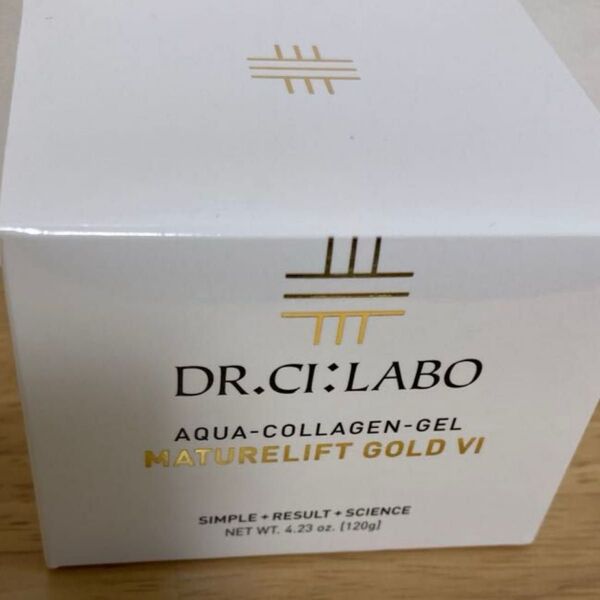 DR.CI:LABO
AQUA-COLLAGEN-GEL
MATURELIFT GOLD VI
SIMPLE + RESULT + SCIENCE
NET WT. 4.23 oz. [120g]